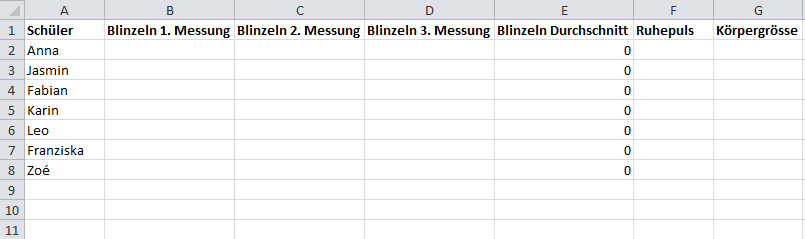 A B C D E F G
1 Schüler Blinzeln 1. Messung Blinzeln 2. Messung Blinzeln 3. Messung Blinzeln Durchschnitt Ruhepuls Körpergrösse
2 Anna 0
3 Jasmin 0
4 Fabian 0
5 Karin 0
6 Leo 0
7 Franziska 0
8 Zoé 0
9
10
11